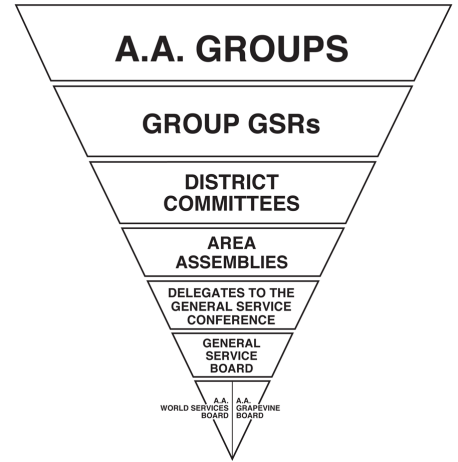 A.A. GROUPS
GROUP GSRs
DISTRICT
COMMITTEES
AREA
ASSEMBLIES
DELEGATES TO THE
GENERAL SERVICE
CONFERENCE
GENERAL
SERVICE
BOARD
A.A.
WORLD SERVICES
BOARD
A.A.
GRAPEVINE
BOARD